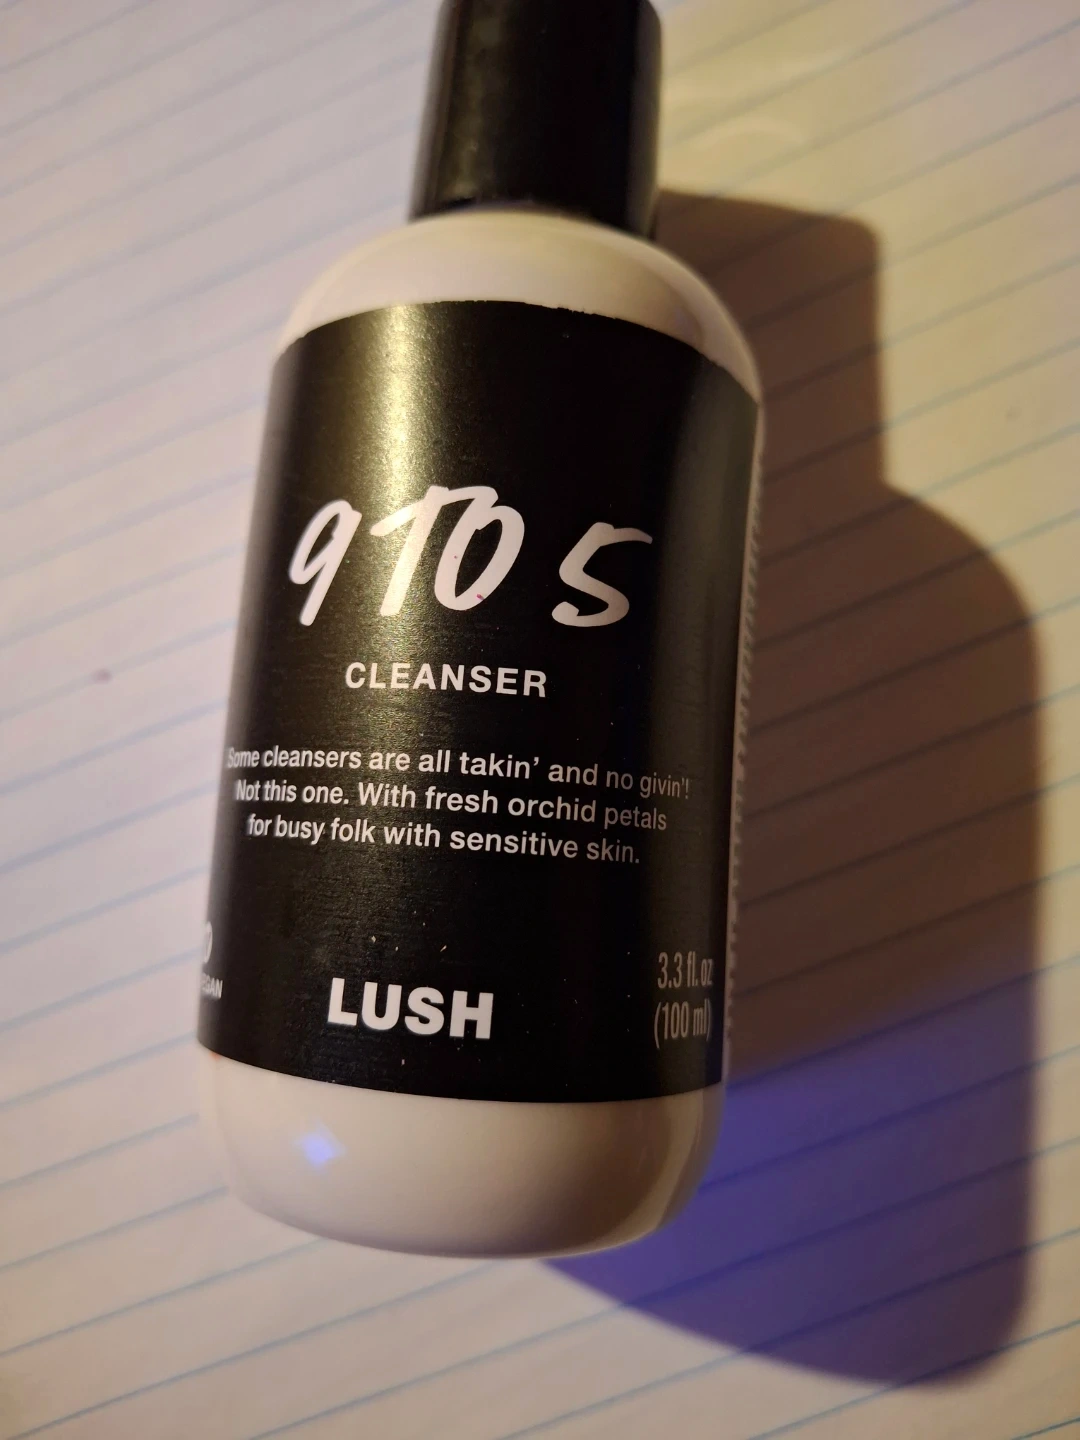 9 TO 5
CLEANSER
Some cleansers are all takin' and no givin'!
Not this one. With fresh orchid petals
for busy folk with sensitive skin.
LUSH
3.3 fl. oz
(100 ml)